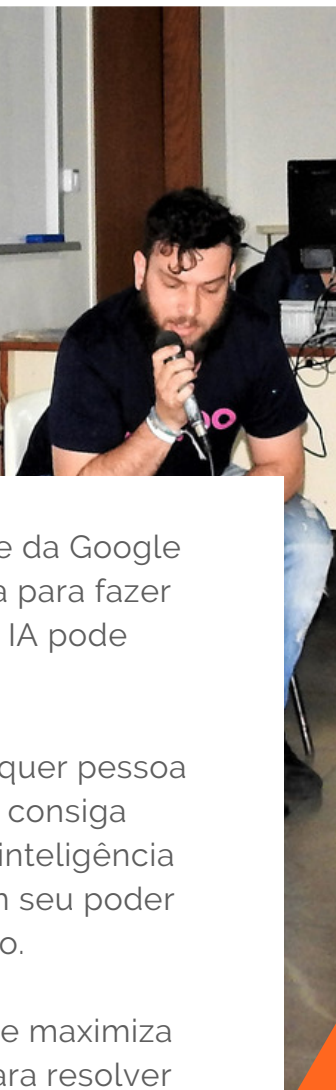 e da Google
a para fazer
IA pode
quer pessoa
consiga
inteligência
n seu poder
o.
e maximiza
ara resolver